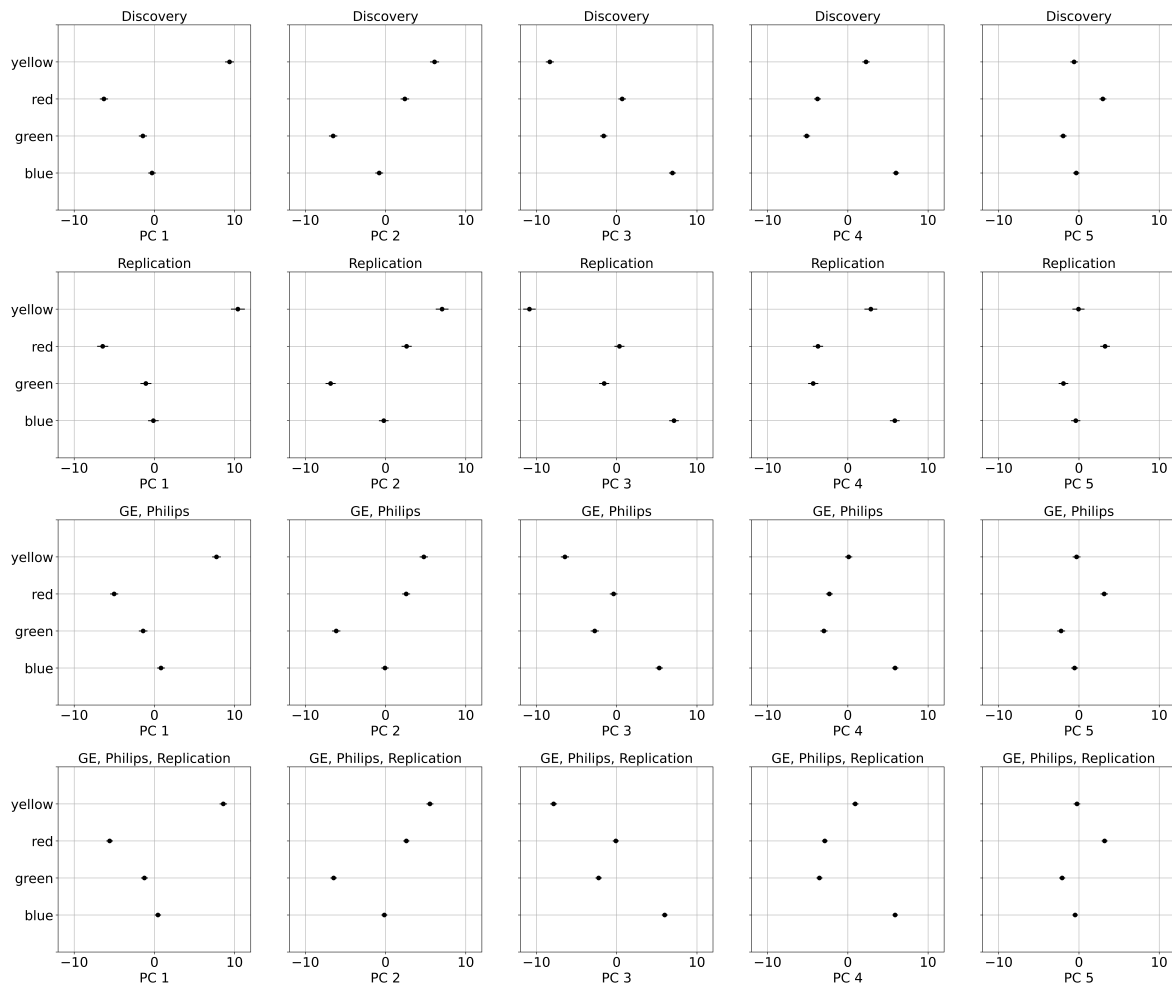 Discovery Discovery Discovery Discovery Discovery
yellow
red
green
blue
−10 0 10 −10 0 10 −10 0 10 −10 0 10 −10 0 10
PC 1 PC 2 PC 3 PC 4 PC 5
Replication Replication Replication Replication Replication
yellow
red
green
blue
−10 0 10 −10 0 10 −10 0 10 −10 0 10 −10 0 10
PC 1 PC 2 PC 3 PC 4 PC 5
GE, Philips GE, Philips GE, Philips GE, Philips GE, Philips
yellow
red
green
blue
−10 0 10 −10 0 10 −10 0 10 −10 0 10 −10 0 10
PC 1 PC 2 PC 3 PC 4 PC 5
GE, Philips, Replication GE, Philips, Replication GE, Philips, Replication GE, Philips, Replication GE, Philips, Replication
yellow
red
green
blue
−10 0 10 −10 0 10 −10 0 10 −10 0 10 −10 0 10
PC 1 PC 2 PC 3 PC 4 PC 5